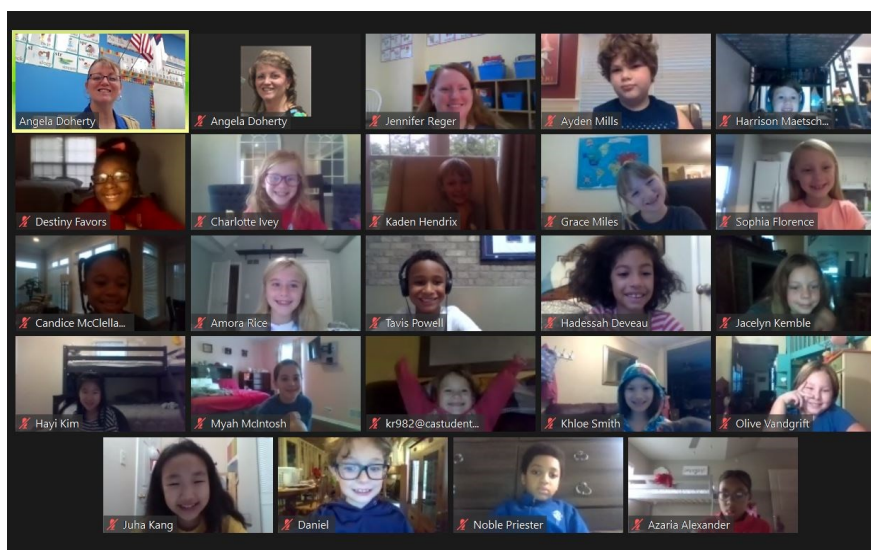 Angela Doherty
Angela Doherty
Jennifer Reger
Ayden Mills
Harrison Maetsch...
Destiny Favors
Charlotte Ivey
Kaden Hendrix
Grace Miles
Sophia Florence
Candice McClella...
Amora Rice
Tavis Powell
Hadessah Deveau
Jacelyn Kemble
Hayi Kim
Myah McIntosh
kr982@castudent...
Khloe Smith
Olive Vandgrift
Juha Kang
Daniel
Noble Priester
Azaria Alexander